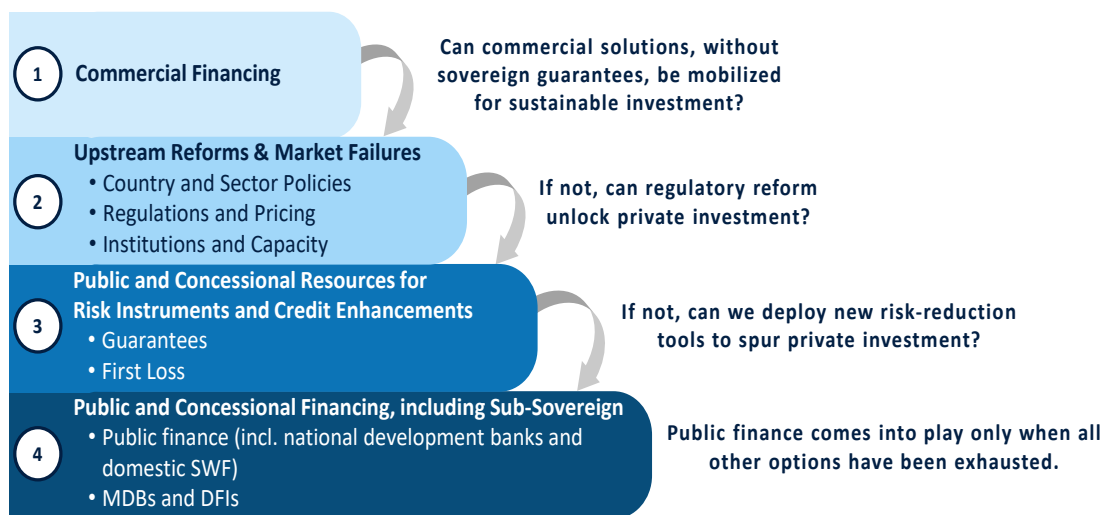 1
Commercial Financing
Can commercial solutions, without
sovereign guarantees, be mobilized
for sustainable investment?
2
Upstream Reforms & Market Failures
• Country and Sector Policies
• Regulations and Pricing
• Institutions and Capacity
If not, can regulatory reform
unlock private investment?
3
Public and Concessional Resources for
Risk Instruments and Credit Enhancements
• Guarantees
• First Loss
If not, can we deploy new risk-reduction
tools to spur private investment?
4
Public and Concessional Financing, including Sub-Sovereign
• Public finance (incl. national development banks and
domestic SWF)
• MDBs and DFIs
Public finance comes into play only when all
other options have been exhausted.